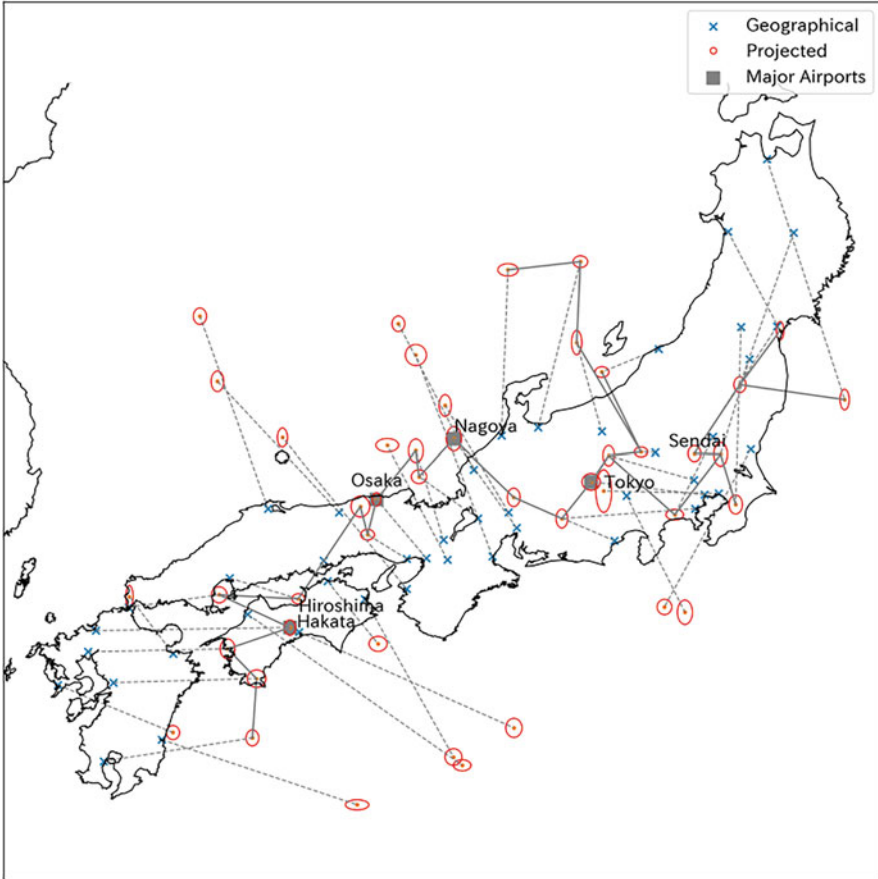 Geographical
Projected
Major Airports
Nagoya
Sendai
Osaka
Tokyo
Hiroshima
Hakata